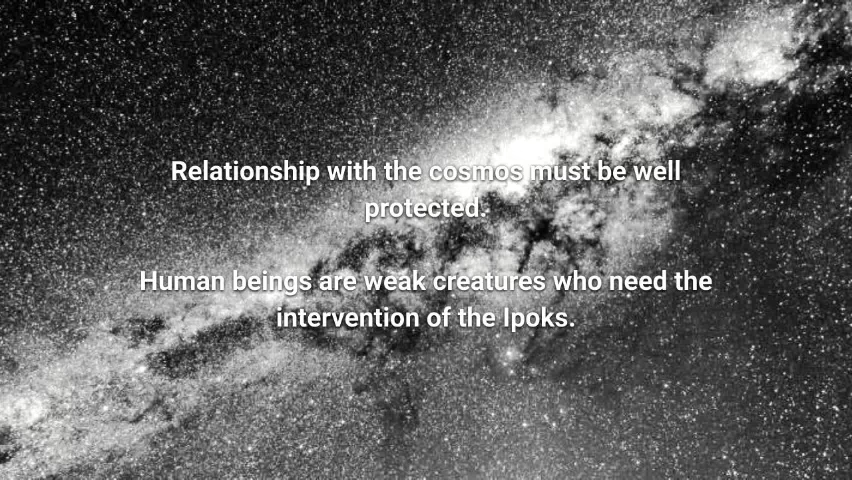 Relationship with the cosmos must be well
protected.
Human beings are weak creatures who need the
intervention of the Ipoks.